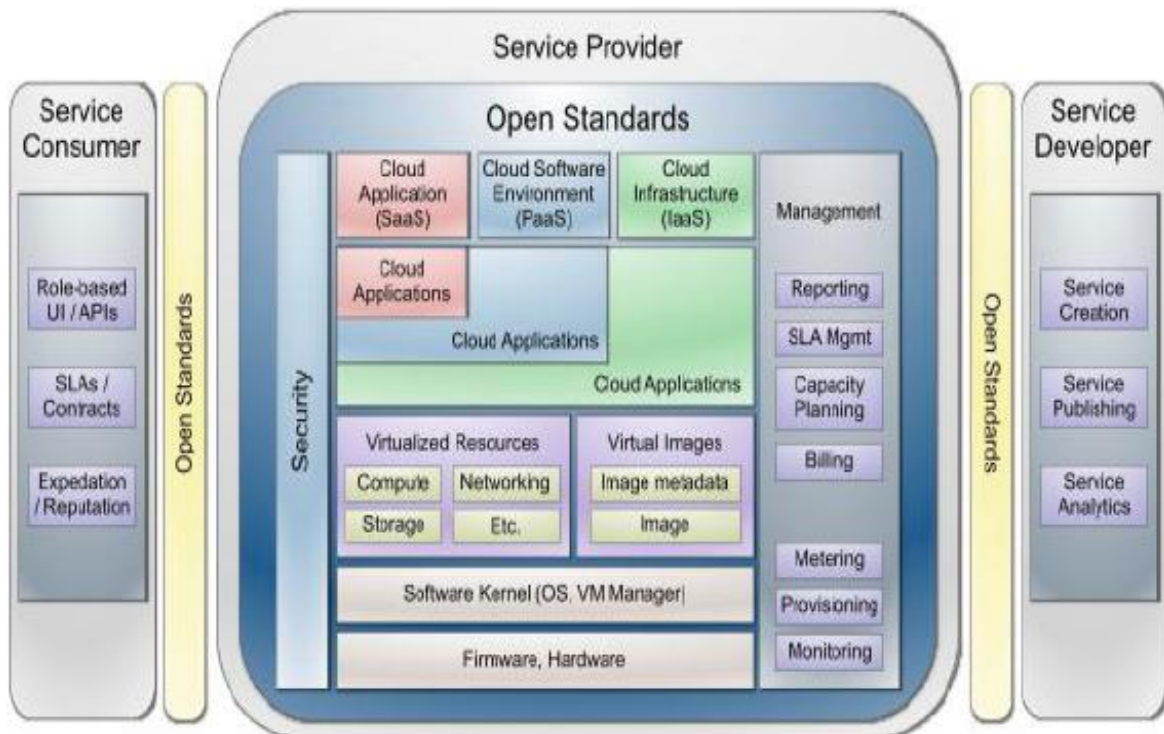 Service Provider
Service
Consumer
Role-based
UI / APIs
SLAs /
Contracts
Expedation
/ Reputation
Open Standards
Open Standards
Security
Cloud
Application
(SaaS)
Cloud Software
Environment
(PaaS)
Cloud
Infrastructure
(IaaS)
Cloud
Applications
Cloud Applications
Cloud Applications
Virtualized Resources
Compute
Networking
Storage
Etc.
Virtual Images
Image metadata
Image
Software Kernel (OS, VM Manager|
Firmware, Hardware
Management
Reporting
SLA Mgmt
Capacity
Planning
Billing
Metering
Provisioning
Monitoring
Open Standards
Service
Developer
Service
Creation
Service
Publishing
Service
Analytics